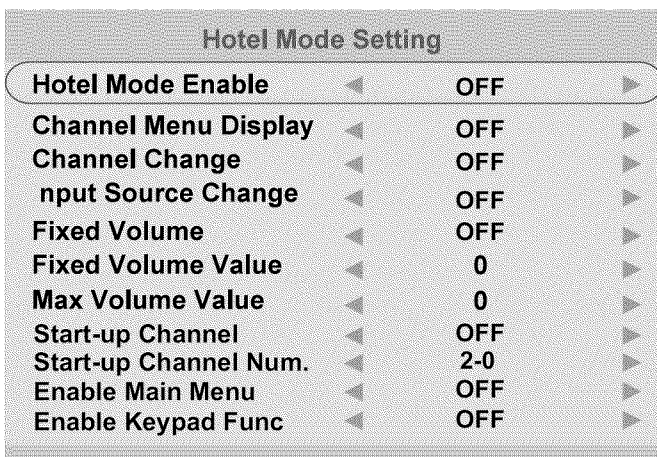 Hotel Mode Setting
Hotel Mode Enable OFF
Channel Menu Display OFF
Channel Change OFF
nput Source Change OFF
Fixed Volume OFF
Fixed Volume Value 0
Max Volume Value 0
Start-up Channel OFF
Start-up Channel Num. 2-0
Enable Main Menu OFF
Enable Keypad Func OFF